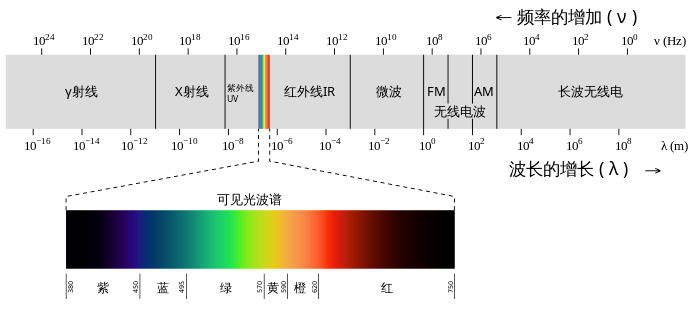 ← 频率的增加 ( ν )
10²⁴ 10²² 10²⁰ 10¹⁸ 10¹⁶ 10¹⁴ 10¹² 10¹⁰ 10⁸ 10⁶ 10⁴ 10² 10⁰ ν (Hz)
γ射线 X射线 紫外线 UV 红外线IR 微波 FM AM 长波无线电
无线电波
10⁻¹⁶ 10⁻¹⁴ 10⁻¹² 10⁻¹⁰ 10⁻⁸ 10⁻⁶ 10⁻⁴ 10⁻² 10⁰ 10² 10⁴ 10⁶ 10⁸ λ (m)
波长的增长 ( λ ) →
可见光波谱
380 紫 450 蓝 495 绿 570 黄 590 橙 620 红 750